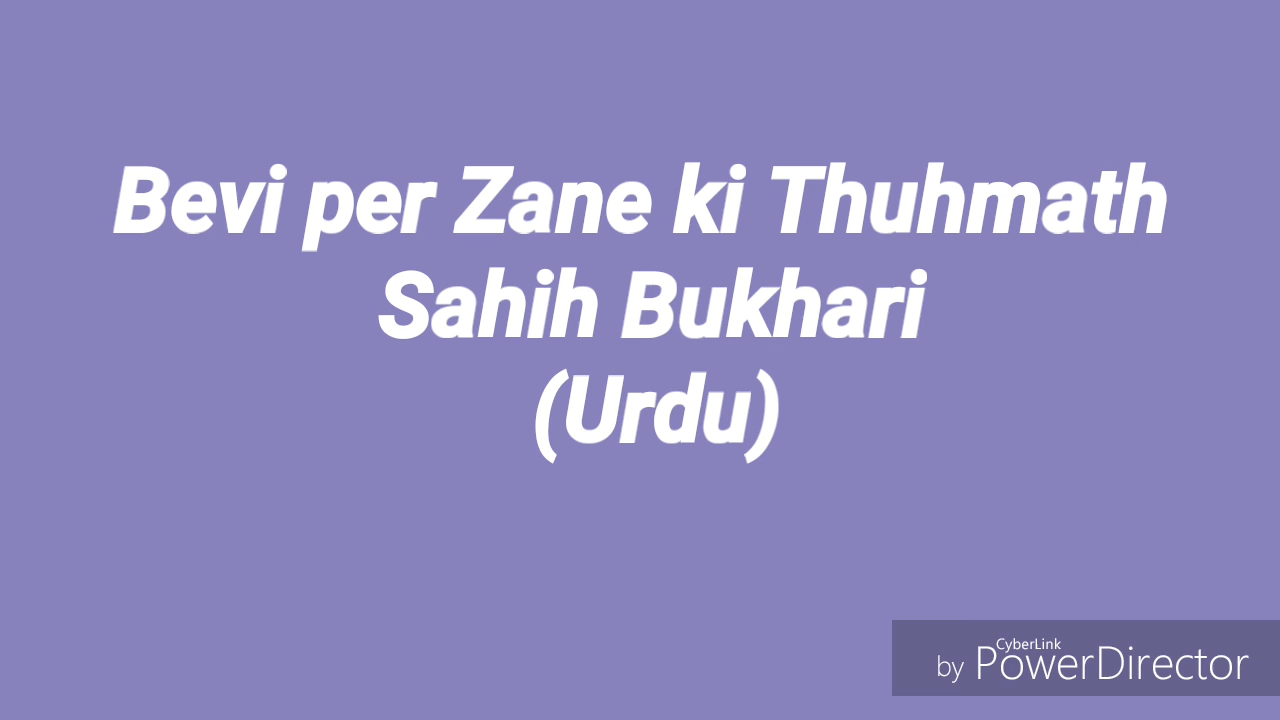 Bevi per Zane ki Thuhmath
Sahih Bukhari
(Urdu)
CyberLink
by PowerDirector